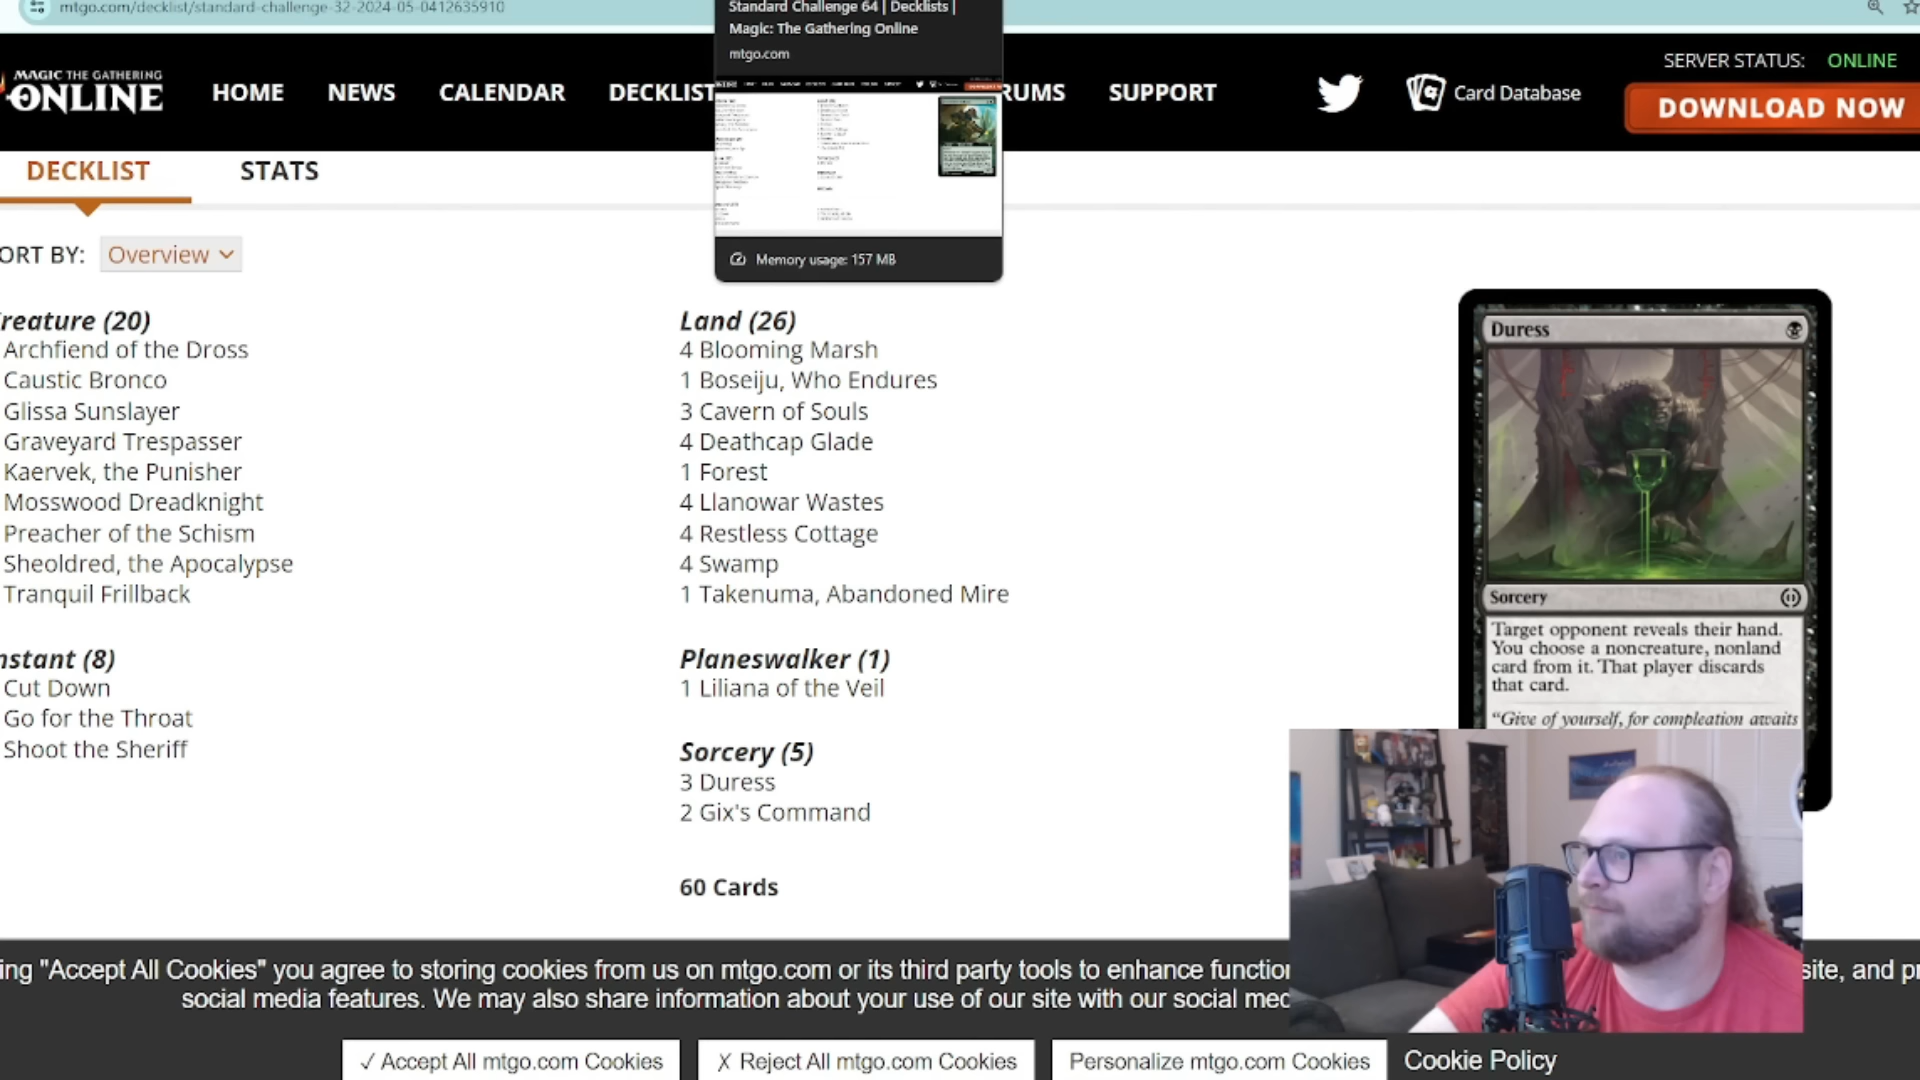 mtgo.com/decklist/standard-challenge-32-2024-05-0412635910
Standard Challenge 64 | Decklists |
Magic: The Gathering Online
mtgo.com
MAGIC THE GATHERING
ONLINE
HOME
NEWS
CALENDAR
DECKLIST
RUMS
SUPPORT
Card Database
SERVER STATUS: ONLINE
DOWNLOAD NOW
DECKLIST
STATS
Memory usage: 157 MB
ORT BY: Overview
reature (20)
Archfiend of the Dross
Caustic Bronco
Glissa Sunslayer
Graveyard Trespasser
Kaervek, the Punisher
Mosswood Dreadknight
Preacher of the Schism
Sheoldred, the Apocalypse
Tranquil Frillback
nstant (8)
Cut Down
Go for the Throat
Shoot the Sheriff
Land (26)
4 Blooming Marsh
1 Boseiju, Who Endures
3 Cavern of Souls
4 Deathcap Glade
1 Forest
4 Llanowar Wastes
4 Restless Cottage
4 Swamp
1 Takenuma, Abandoned Mire
Planeswalker (1)
1 Liliana of the Veil
Sorcery (5)
3 Duress
2 Gix's Command
60 Cards
Duress
Sorcery
Target opponent reveals their hand.
You choose a noncreature, nonland
card from it. That player discards
that card.
"Give of yourself, for compleation awaits
ing "Accept All Cookies" you agree to storing cookies from us on mtgo.com or its third party tools to enhance function site, and pr
social media features. We may also share information about your use of our site with our social med
✓ Accept All mtgo.com Cookies
X Reject All mtgo.com Cookies
Personalize mtgo.com Cookies
Cookie Policy